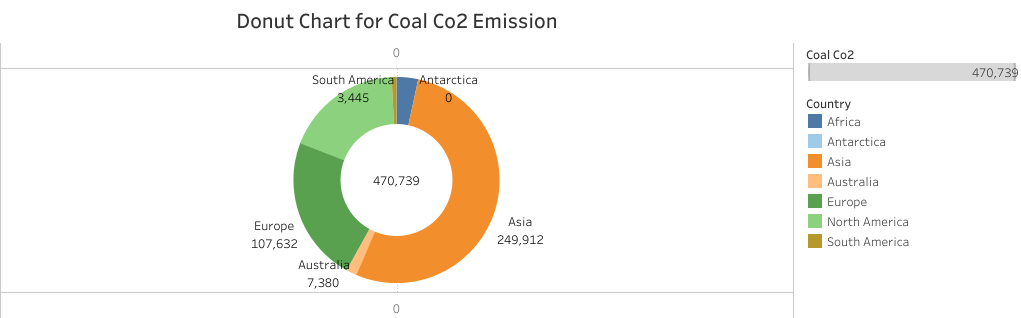 Donut Chart for Coal Co2 Emission
0
South America
3,445
Antarctica
0
470,739
Asia
249,912
Europe
107,632
Australia
7,380
0
Coal Co2
470,739
Country
Africa
Antarctica
Asia
Australia
Europe
North America
South America